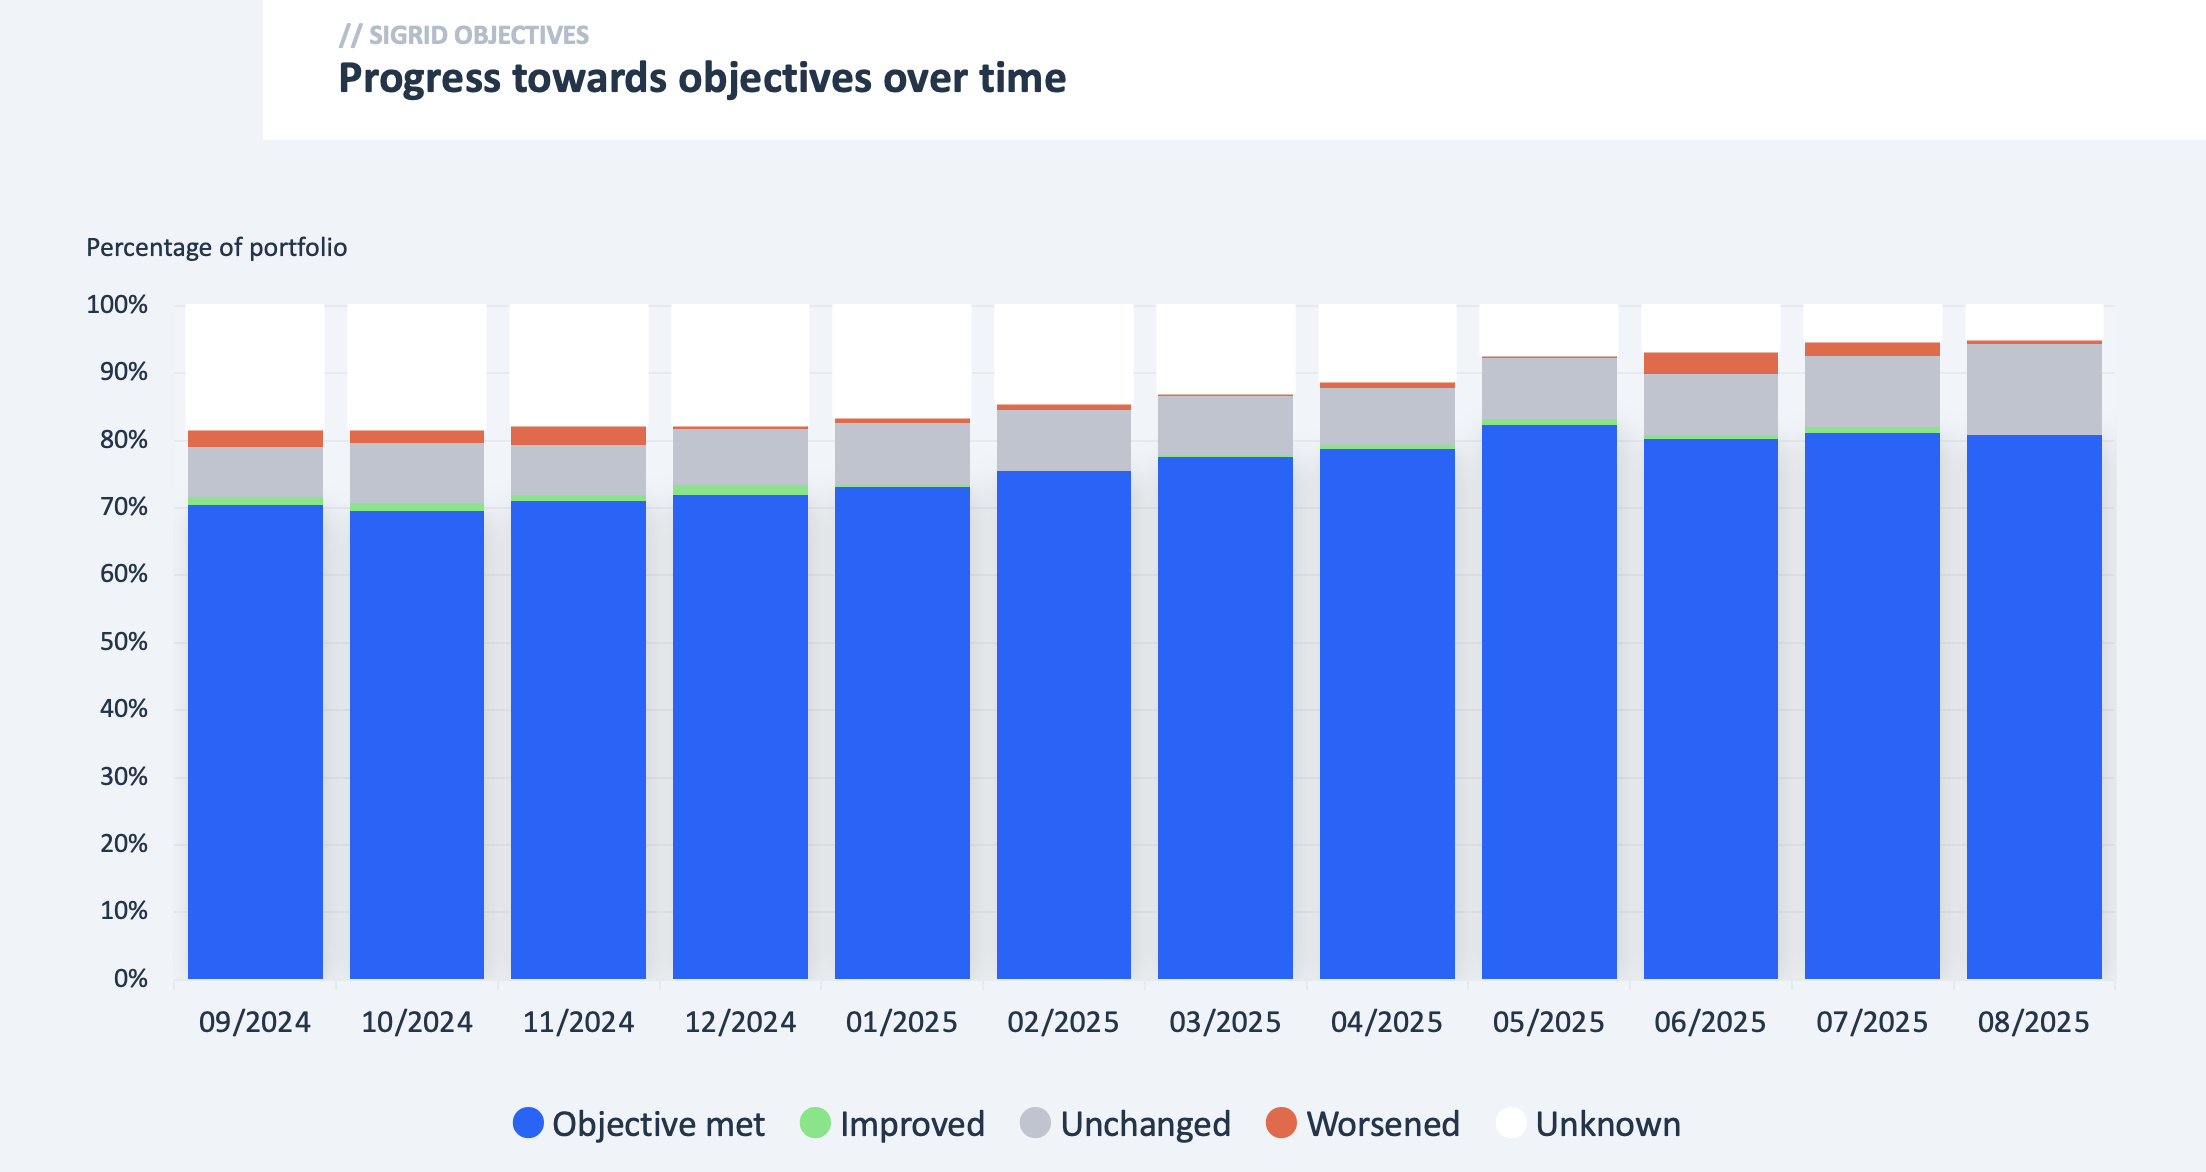 // SIGRID OBJECTIVES
Progress towards objectives over time
Percentage of portfolio
100%
90%
80%
70%
60%
50%
40%
30%
20%
10%
0%
09/2024 10/2024 11/2024 12/2024 01/2025 02/2025 03/2025 04/2025 05/2025 06/2025 07/2025 08/2025
Objective met Improved Unchanged Worsened Unknown